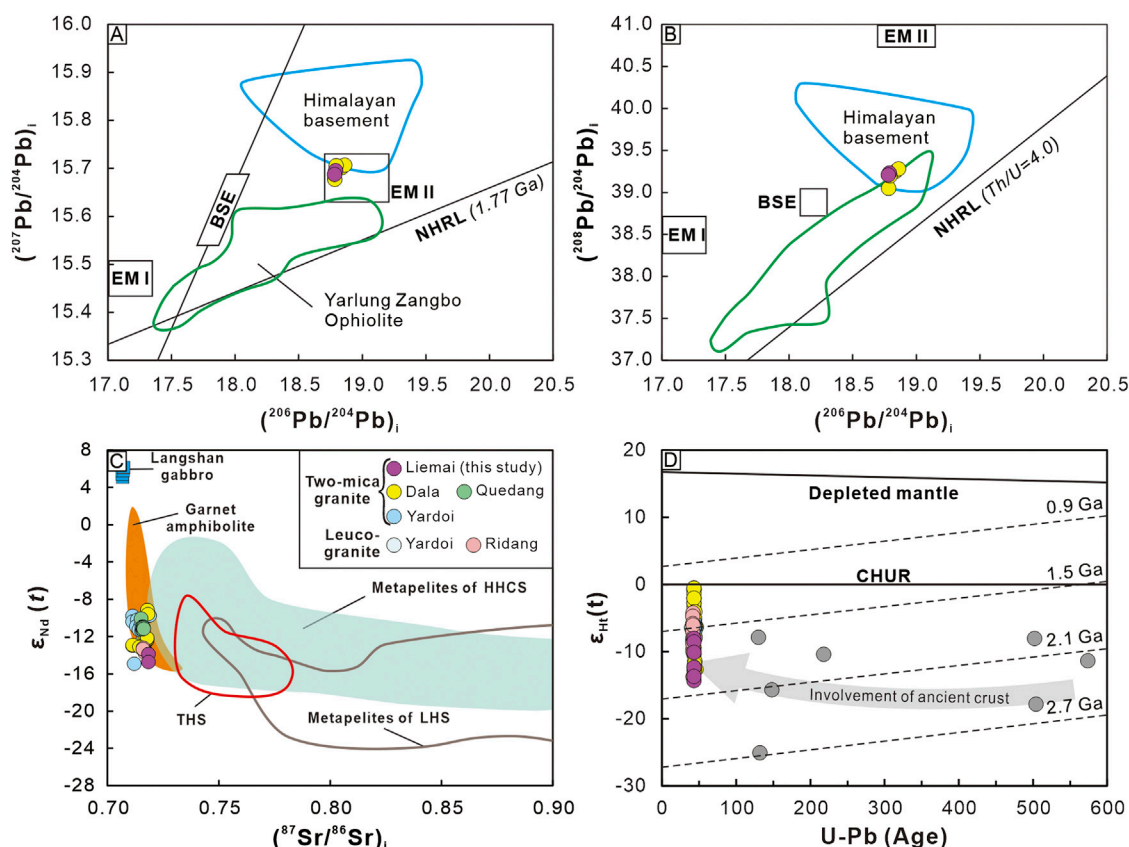 A
16.0
15.9
15.8
15.7
15.6
15.5
15.4
15.3
(²⁰⁷Pb/²⁰⁴Pb)ᵢ
Himalayan
basement
EM II
BSE
EM I
NHRL (1.77 Ga)
Yarlung Zangbo
Ophiolite
17.0 17.5 18.0 18.5 19.0 19.5 20.0 20.5
(²⁰⁶Pb/²⁰⁴Pb)ᵢ
B
41.0
40.5
40.0
39.5
39.0
38.5
38.0
37.5
37.0
(²⁰⁸Pb/²⁰⁴Pb)ᵢ
EM II
Himalayan
basement
BSE
EM I
NHRL (Th/U=4.0)
17.0 17.5 18.0 18.5 19.0 19.5 20.0 20.5
(²⁰⁶Pb/²⁰⁴Pb)ᵢ
C
8
4
0
-4
-8
-12
-16
-20
-24
-28
εNd (t)
Langshan
gabbro
Garnet
amphibolite
Two-mica
granite
Liemai (this study)
Dala
Quedang
Yardoi
Leuco-
granite
Yardoi
Ridang
Metapelites of HHCS
THS
Metapelites of LHS
0.70 0.75 0.80 0.85 0.90
(⁸⁷Sr/⁸⁶Sr)ᵢ
D
20
10
0
-10
-20
-30
εHt(t)
Depleted mantle
0.9 Ga
CHUR
1.5 Ga
2.1 Ga
Involvement of ancient crust
2.7 Ga
0 100 200 300 400 500 600
U-Pb (Age)